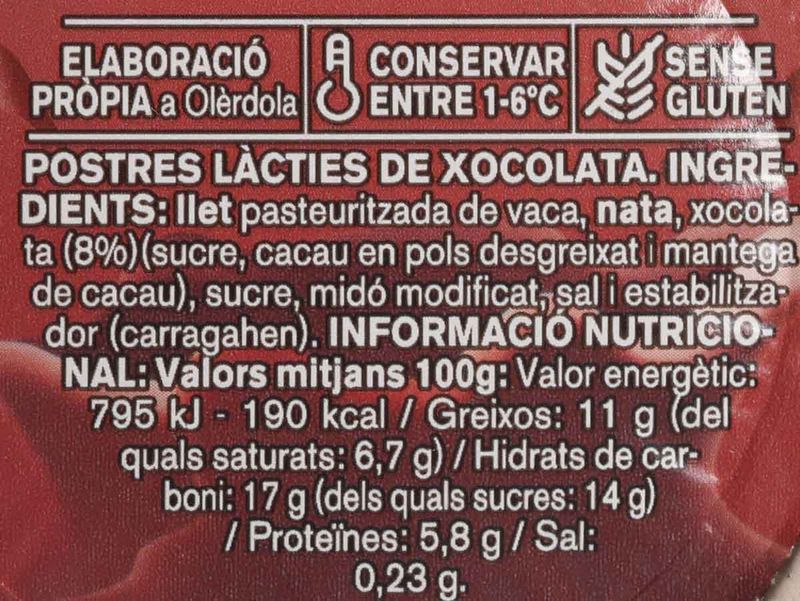 ELABORACIÓ
PRÒPIA a Olèrdola
CONSERVAR
ENTRE 1-6ºC
SENSE
GLUTEN
POSTRES LÀCTIES DE XOCOLATA. INGRE-
DIENTS: llet pasteuritzada de vaca, nata, xocola-
ta (8%)(sucre, cacau en pols desgreixat i mantega
de cacau), sucre, midó modificat, sal i estabilitza-
dor (carragahen). INFORMACIÓ NUTRICIO-
NAL: Valors mitjans 100g: Valor energètic:
795 kJ - 190 kcal / Greixos: 11 g (del
quals saturats: 6,7 g) / Hidrats de car-
boni: 17 g (dels quals sucres: 14 g)
/ Proteïnes: 5,8 g / Sal:
0,23 g.